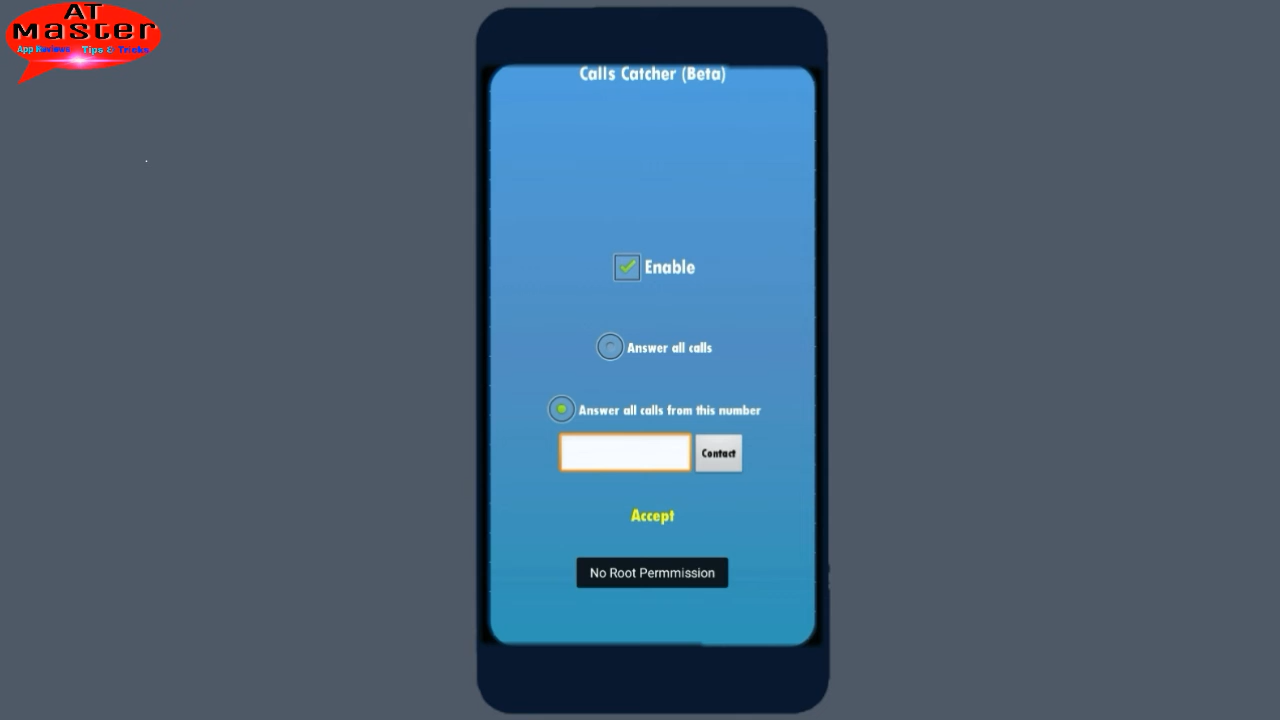 AT
Master
App Reviews Tips & Tricks
Calls Catcher (Beta)
Enable
Answer all calls
Answer all calls from this number
Contact
Accept
No Root Permmission